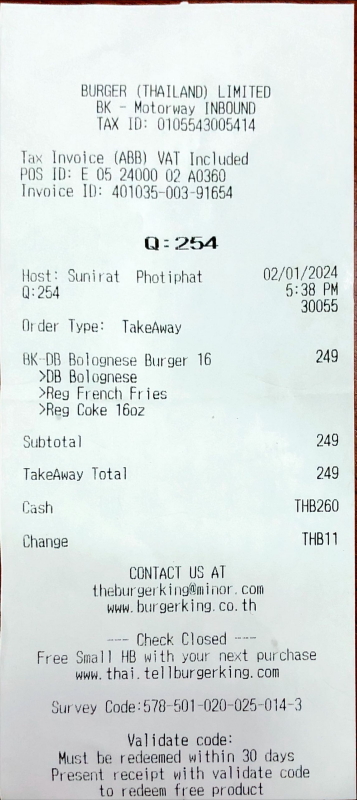 BURGER (THAILAND) LIMITED
BK - Motorway INBOUND
TAX ID: 0105543005414
Tax Invoice (ABB) VAT Included
POS ID: E 05 24000 02 A0360
Invoice ID: 401035-003-91654
Q:254
Host: Sunirat Photiphat 02/01/2024
Q:254 5:38 PM
30055
Order Type: TakeAway
BK-DB Bolognese Burger 16 249
>DB Bolognese
>Reg French Fries
>Reg Coke 16oz
Subtotal 249
TakeAway Total 249
Cash THB260
Change THB11
CONTACT US AT
theburgerking@minor.com
www.burgerking.co.th
--- Check Closed ---
Free Small HB with your next purchase
www.thai.tellburgerking.com
Survey Code:578-501-020-025-014-3
Validate code:
Must be redeemed within 30 days
Present receipt with validate code
to redeem free product